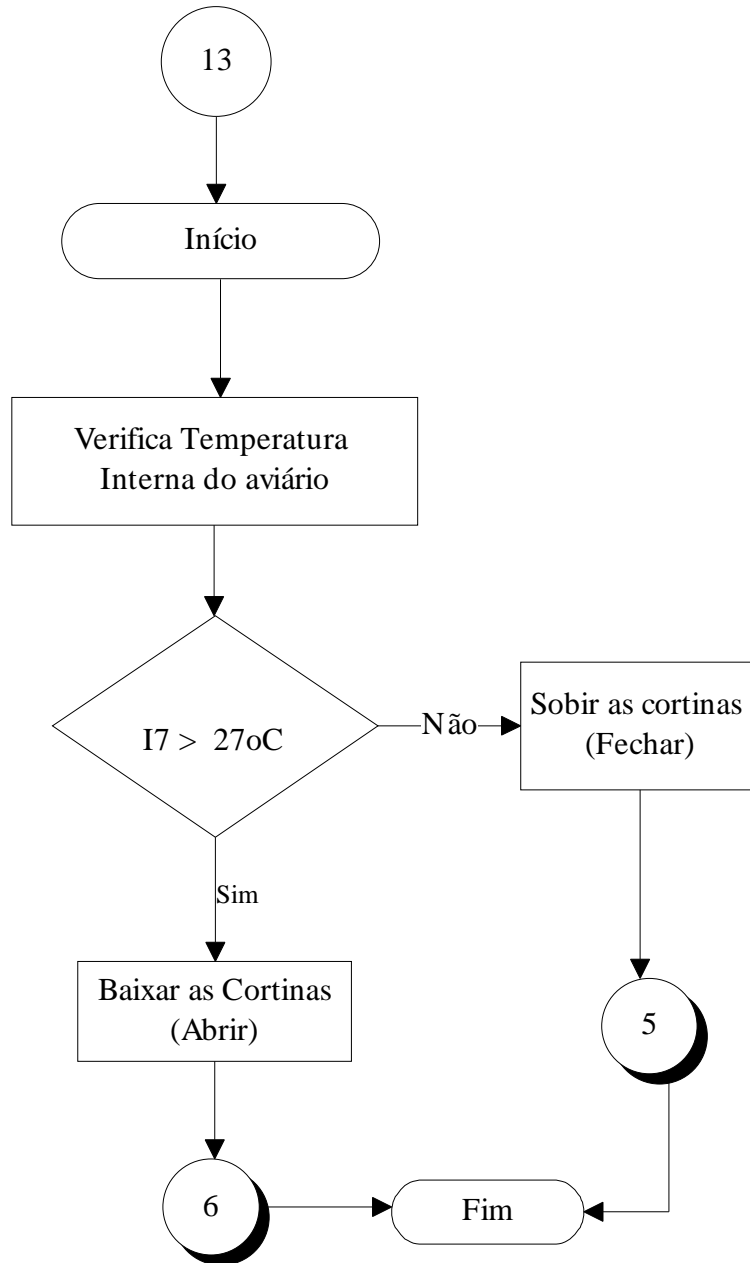 13
Início
Verifica Temperatura
Interna do aviário
I7 > 27oC
Não
Sobir as cortinas
(Fechar)
Sim
Baixar as Cortinas
(Abrir)
5
6
Fim